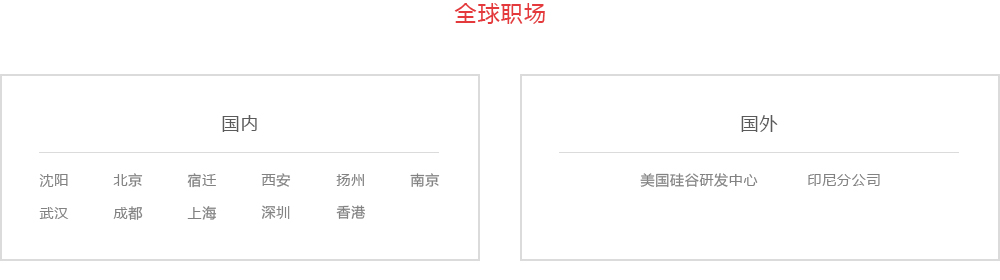 全球职场
国内
沈阳 北京 宿迁 西安 扬州 南京
武汉 成都 上海 深圳 香港
国外
美国硅谷研发中心 印尼分公司